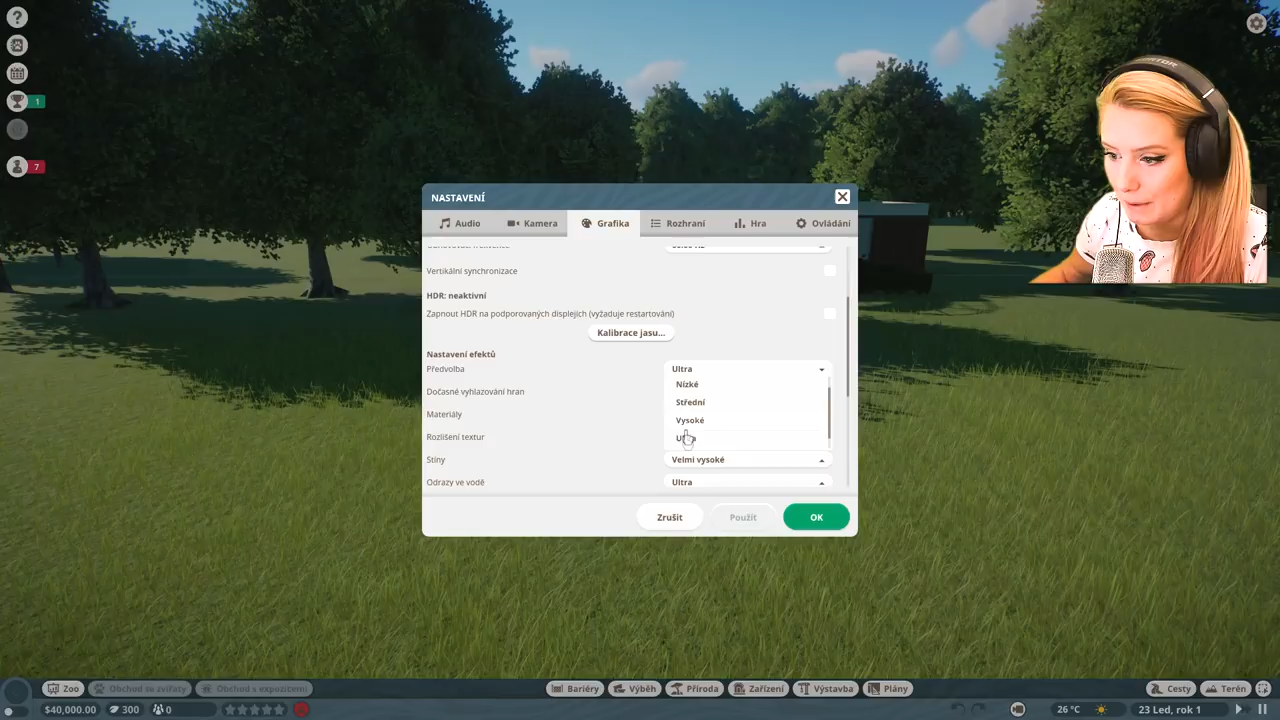 1
7
NASTAVENÍ
Audio
Kamera
Grafika
Rozhraní
Hra
Ovládání
Vertikální synchronizace
HDR: neaktivní
Zapnout HDR na podporovaných displejích (vyžaduje restartování)
Kalibrace jasu...
Nastavení efektů
Předvolba Ultra
Nízké
Dočasné vyhlazování hran
Střední
Materiály
Vysoké
Rozlišení textur
Stíny Velmi vysoké
Odrazy ve vodě Ultra
Zrušit Použít OK
Zoo Obchod se zvířaty Obchod s expozicemi Bariéry Výběh Příroda Zařízení Výstavba Plány Cesty Terén
$40,000.00 300 0 26 °C 23 Led, rok 1